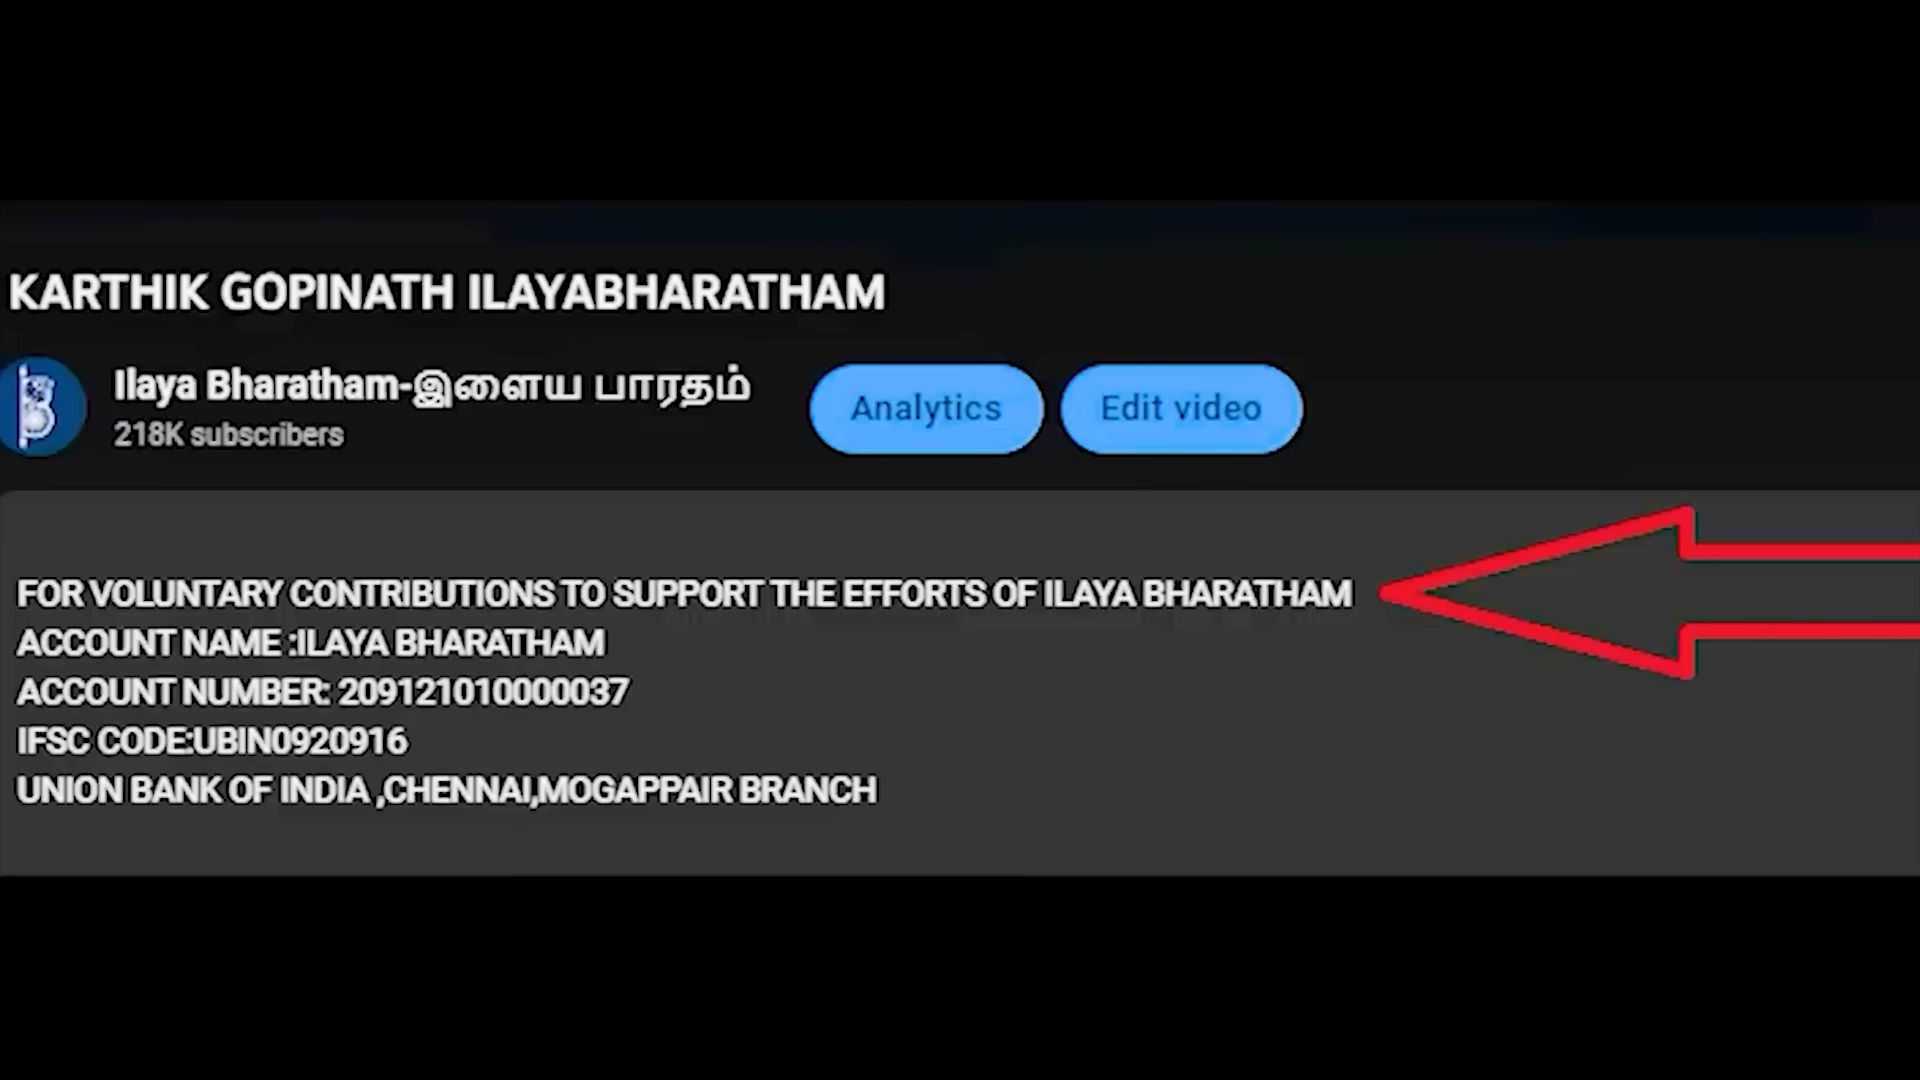 KARTHIK GOPINATH ILAYABHARATHAM
Ilaya Bharatham-இளைய பாரதம்
218K subscribers
Analytics
Edit video
FOR VOLUNTARY CONTRIBUTIONS TO SUPPORT THE EFFORTS OF ILAYA BHARATHAM
ACCOUNT NAME :ILAYA BHARATHAM
ACCOUNT NUMBER: 209121010000037
IFSC CODE:UBIN0920916
UNION BANK OF INDIA ,CHENNAI,MOGAPPAIR BRANCH